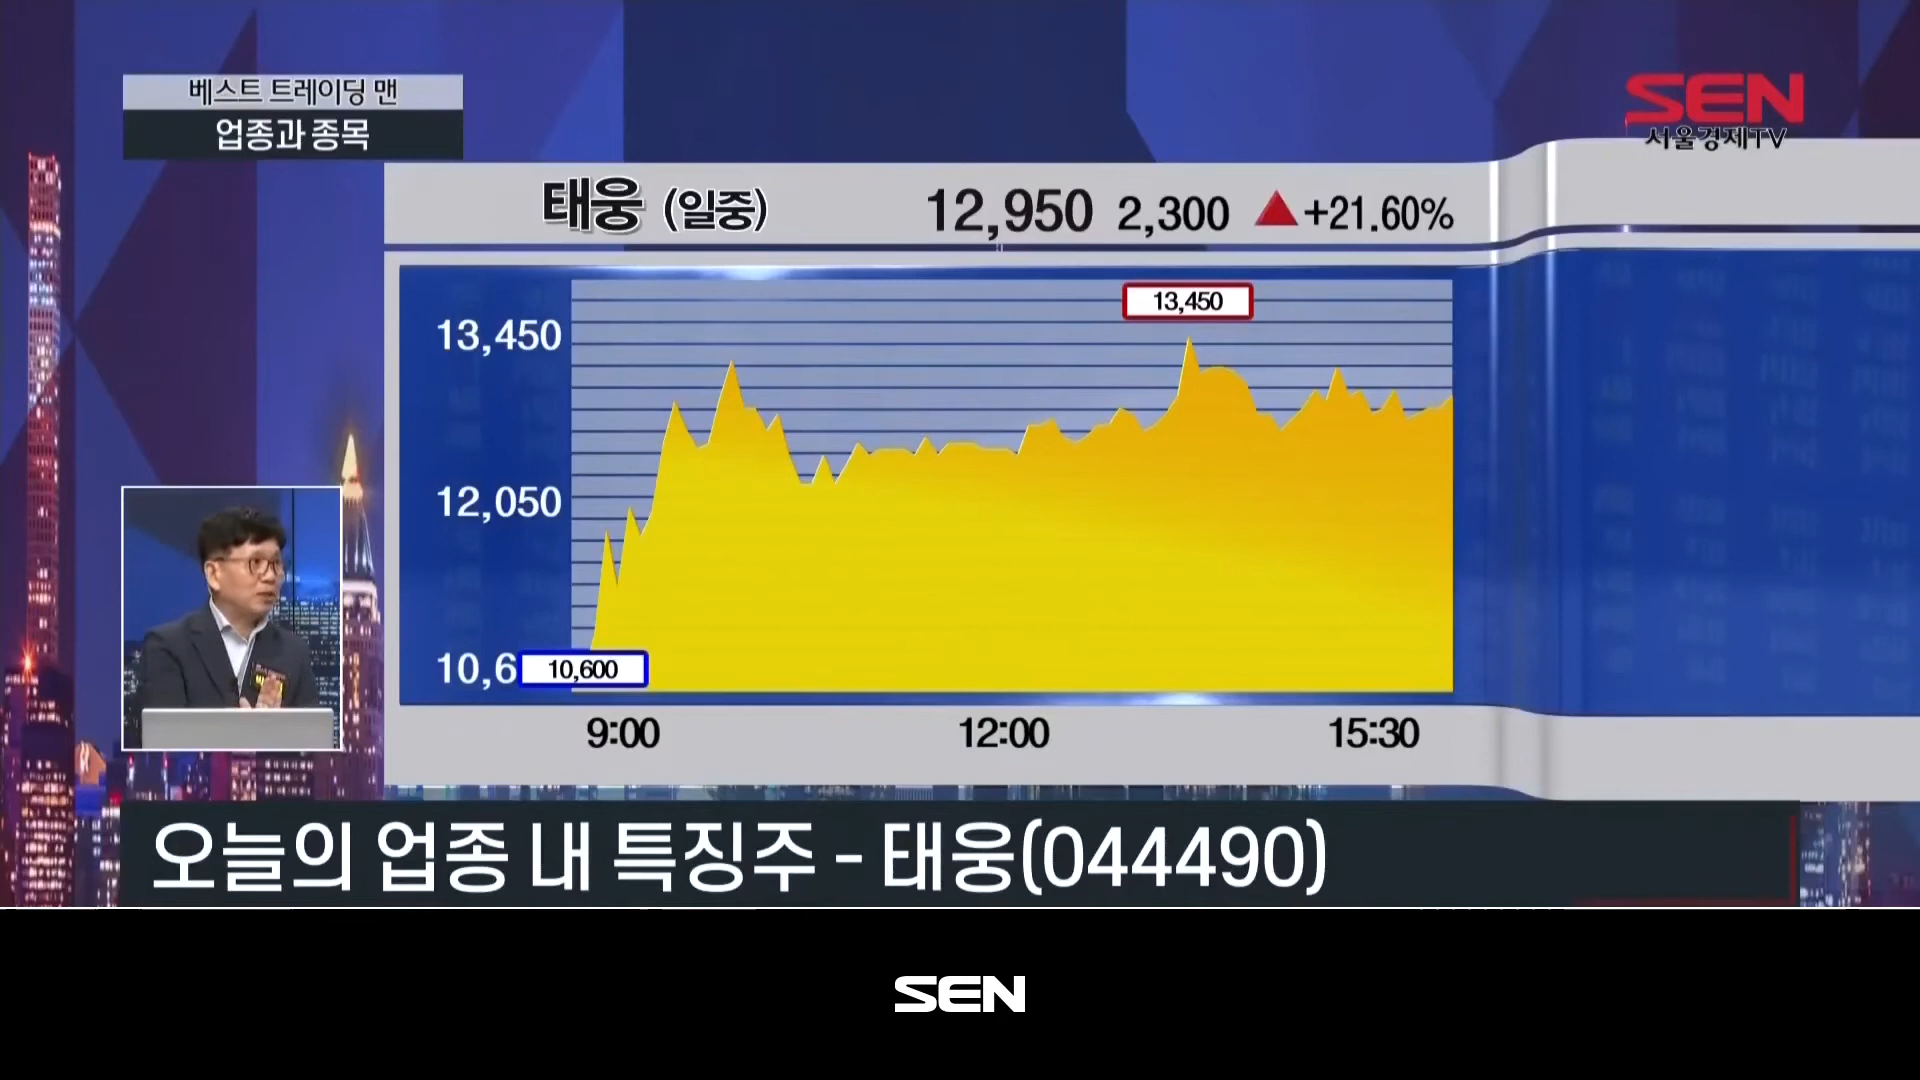 베스트 트레이딩 맨
업종과 종목
SEN
서울경제TV
태웅 (일중) 12,950 2,300 ▲+21.60%
13,450
13,450
12,050
10,6
10,600
9:00 12:00 15:30
오늘의 업종 내 특징주 - 태웅(044490)
SEN